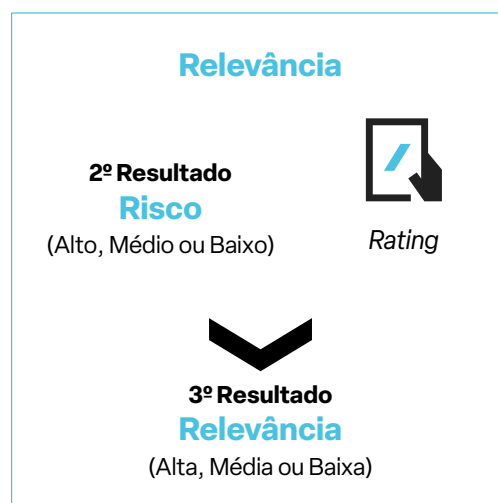 Relevância
2º Resultado
Risco
(Alto, Médio ou Baixo)
Rating
3º Resultado
Relevância
(Alta, Média ou Baixa)